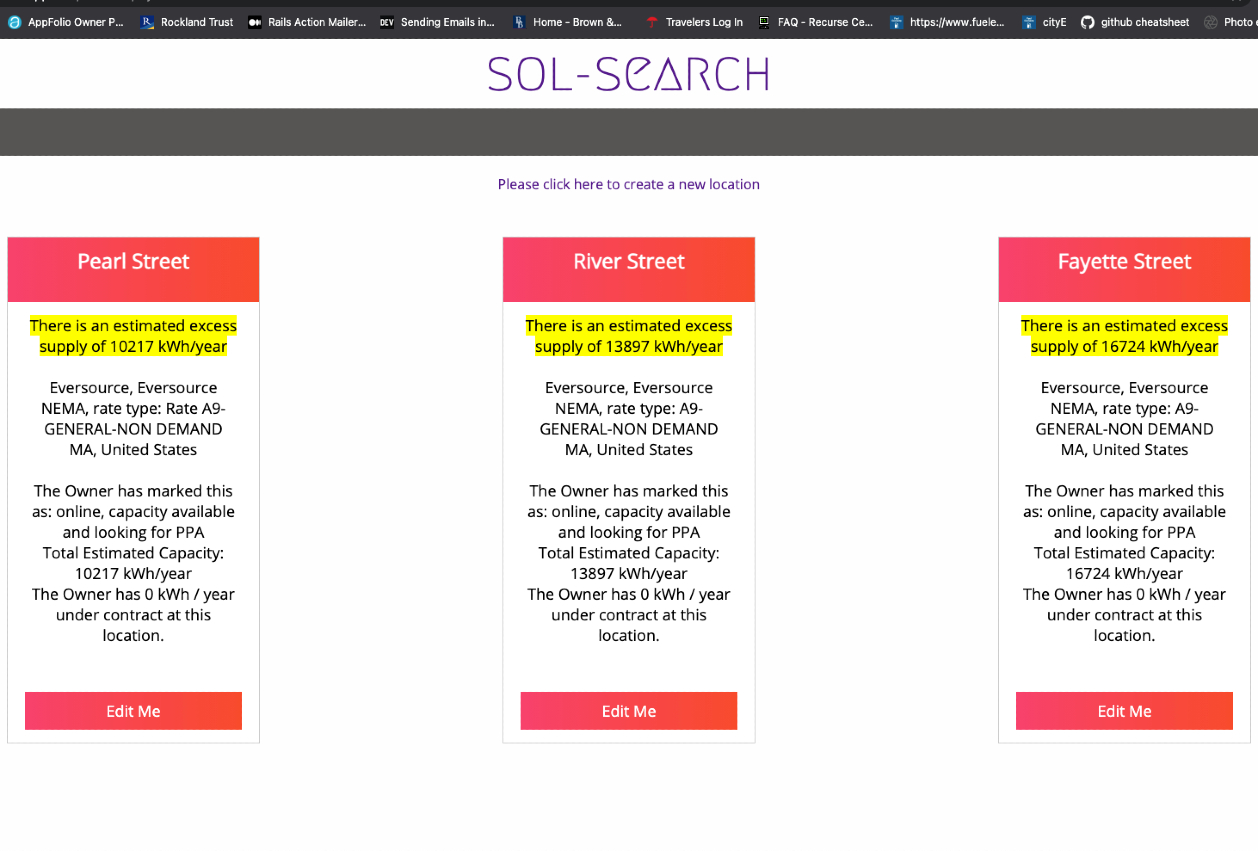 AppFolio Owner P... Rockland Trust Rails Action Mailer... Sending Emails in... Home – Brown &... Travelers Log In FAQ - Recurse Ce... https://www.fuele... cityE github cheatsheet Photo
SOL-SEARCH
Please click here to create a new location
Pearl Street
There is an estimated excess
supply of 10217 kWh/year
Eversource, Eversource
NEMA, rate type: Rate A9-
GENERAL-NON DEMAND
MA, United States
The Owner has marked this
as: online, capacity available
and looking for PPA
Total Estimated Capacity:
10217 kWh/year
The Owner has 0 kWh / year
under contract at this
location.
Edit Me
River Street
There is an estimated excess
supply of 13897 kWh/year
Eversource, Eversource
NEMA, rate type: A9-
GENERAL-NON DEMAND
MA, United States
The Owner has marked this
as: online, capacity available
and looking for PPA
Total Estimated Capacity:
13897 kWh/year
The Owner has 0 kWh / year
under contract at this
location.
Edit Me
Fayette Street
There is an estimated excess
supply of 16724 kWh/year
Eversource, Eversource
NEMA, rate type: A9-
GENERAL-NON DEMAND
MA, United States
The Owner has marked this
as: online, capacity available
and looking for PPA
Total Estimated Capacity:
16724 kWh/year
The Owner has 0 kWh / year
under contract at this
location.
Edit Me